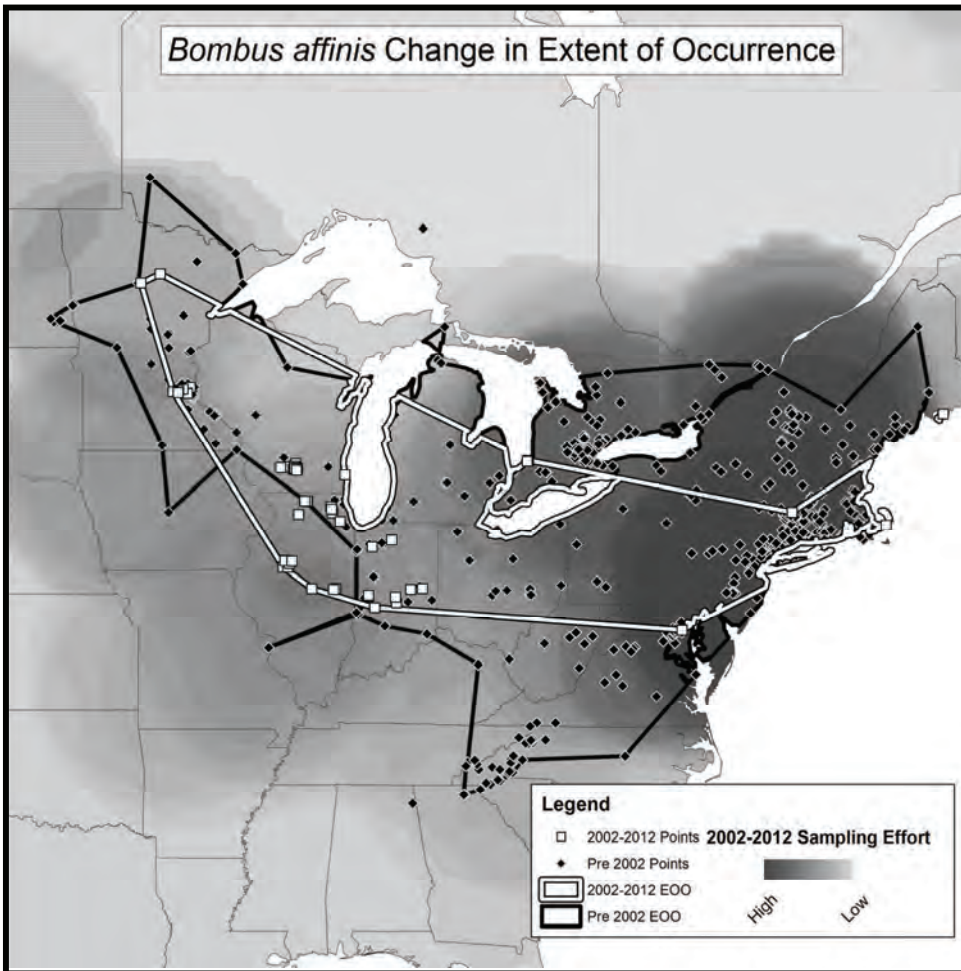 Bombus affinis Change in Extent of Occurrence
Legend
2002-2012 Points
2002-2012 Sampling Effort
Pre 2002 Points
2002-2012 EOO
Pre 2002 EOO
High
Low